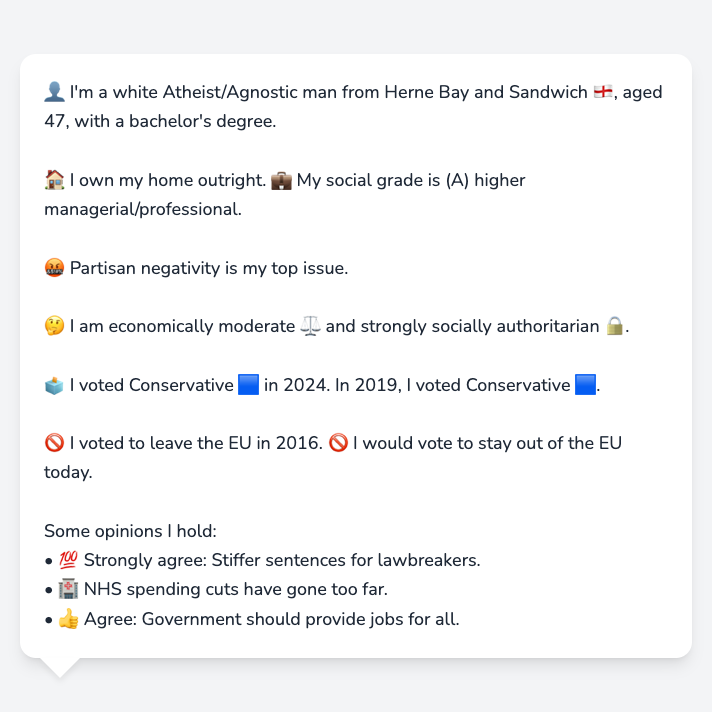 👤 I'm a white Atheist/Agnostic man from Herne Bay and Sandwich 🏴󠁧󠁢󠁥󠁮󠁧󠁿, aged
47, with a bachelor's degree.
🏠 I own my home outright. 💼 My social grade is (A) higher
managerial/professional.
🤬 Partisan negativity is my top issue.
🤔 I am economically moderate ⚖️ and strongly socially authoritarian 🔒.
🗳️ I voted Conservative 🟦 in 2024. In 2019, I voted Conservative 🟦.
🚫 I voted to leave the EU in 2016. 🚫 I would vote to stay out of the EU
today.
Some opinions I hold:
• 💯 Strongly agree: Stiffer sentences for lawbreakers.
• 🏥 NHS spending cuts have gone too far.
• 👍 Agree: Government should provide jobs for all.